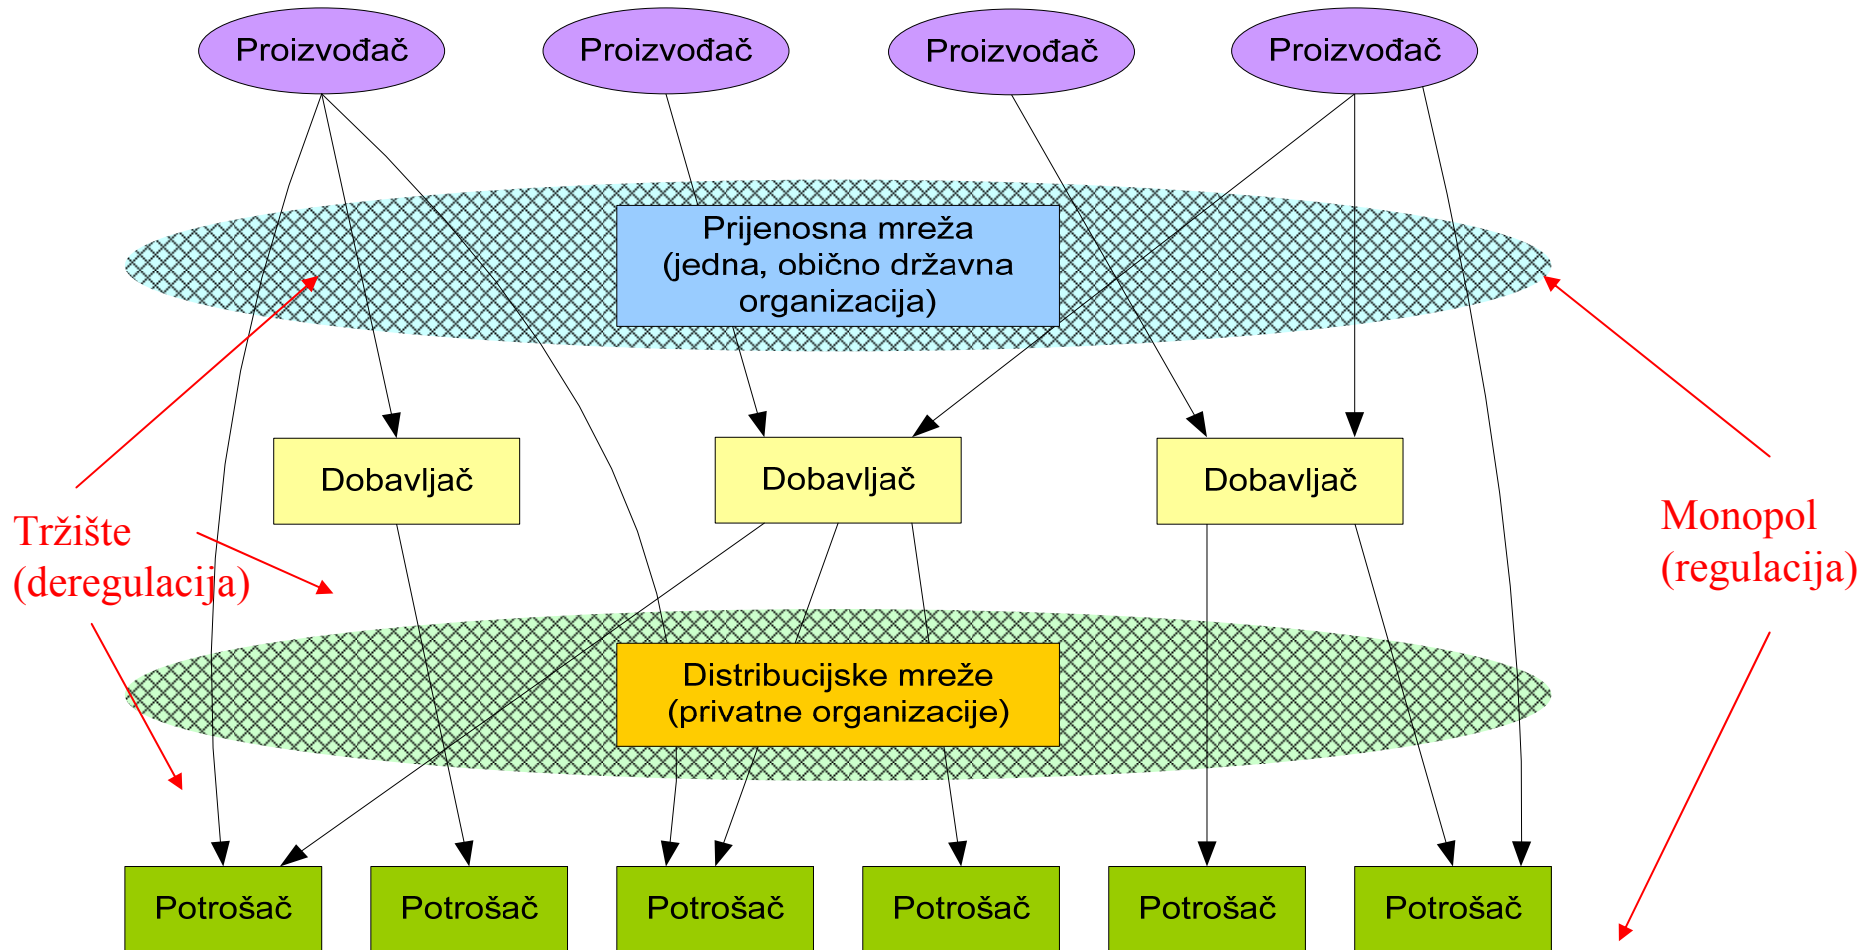 Proizvođač
Proizvođač
Proizvođač
Proizvođač
Prijenosna mreža
(jedna, obično državna
organizacija)
Dobavljač
Dobavljač
Dobavljač
Tržište
(deregulacija)
Monopol
(regulacija)
Distribucijske mreže
(privatne organizacije)
Potrošač
Potrošač
Potrošač
Potrošač
Potrošač
Potrošač